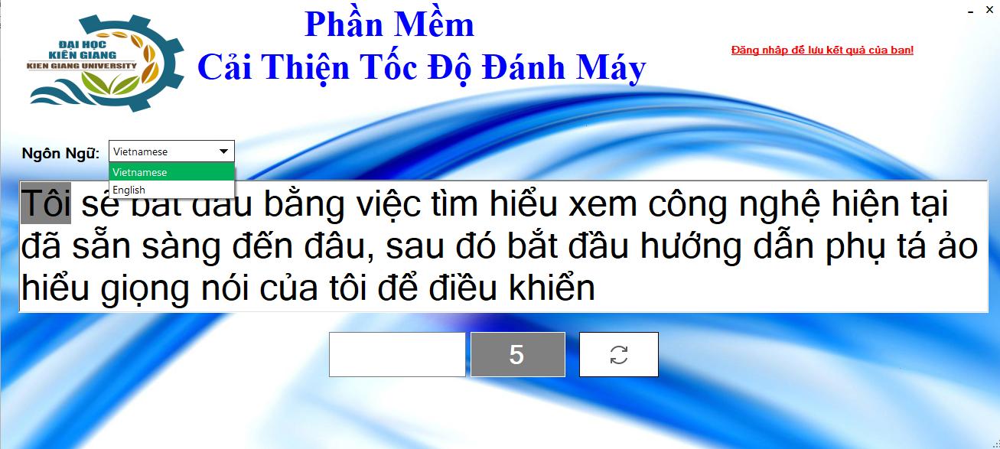 ĐẠI HỌC
KIÊN GIANG
KIEN GIANG UNIVERSITY
Phần Mềm
Cải Thiện Tốc Độ Đánh Máy
Đăng nhập để lưu kết quả của bạn!
Ngôn Ngữ:
Vietnamese
Vietnamese
English
Tôi sẽ bắt đầu bằng việc tìm hiểu xem công nghệ hiện tại
đã sẵn sàng đến đâu, sau đó bắt đầu hướng dẫn phụ tá ảo
hiểu giọng nói của tôi để điều khiển
5